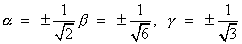 α = ±1/√2 β = ±1/√6, γ = ±1/√3